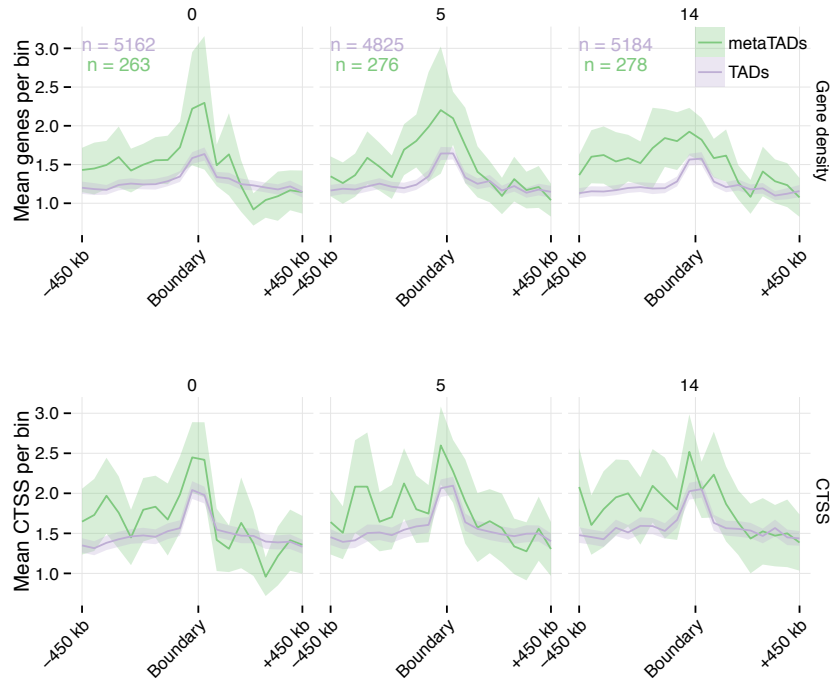 0
5
14
n = 5162
n = 263
n = 4825
n = 276
n = 5184
n = 278
metaTADs
TADs
Mean genes per bin
3.0
2.5
2.0
1.5
1.0
Gene density
−450 kb
Boundary
+450 kb
−450 kb
Boundary
+450 kb
−450 kb
Boundary
+450 kb
0
5
14
Mean CTSS per bin
3.0
2.5
2.0
1.5
1.0
CTSS
−450 kb
Boundary
+450 kb
−450 kb
Boundary
+450 kb
−450 kb
Boundary
+450 kb